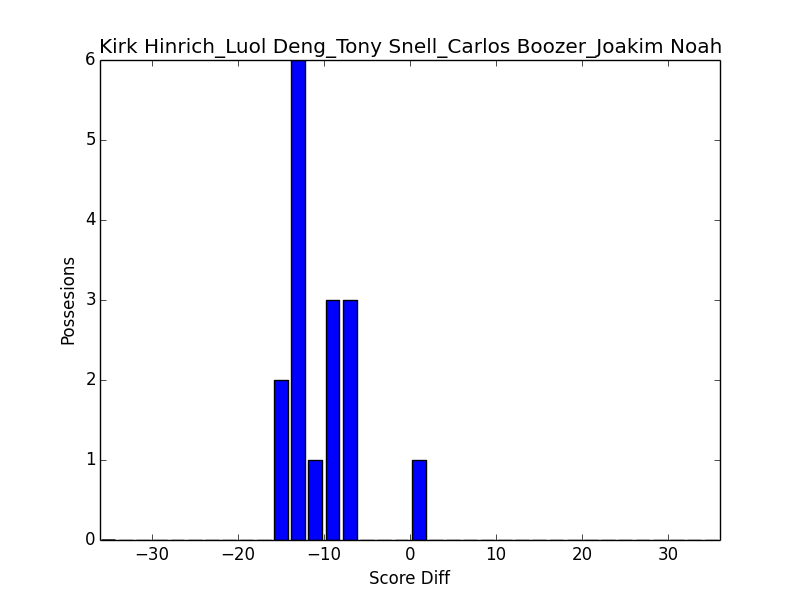 Kirk Hinrich_Luol Deng_Tony Snell_Carlos Boozer_Joakim Noah
6
5
4
3
2
1
0
Possesions
−30 −20 −10 0 10 20 30
Score Diff